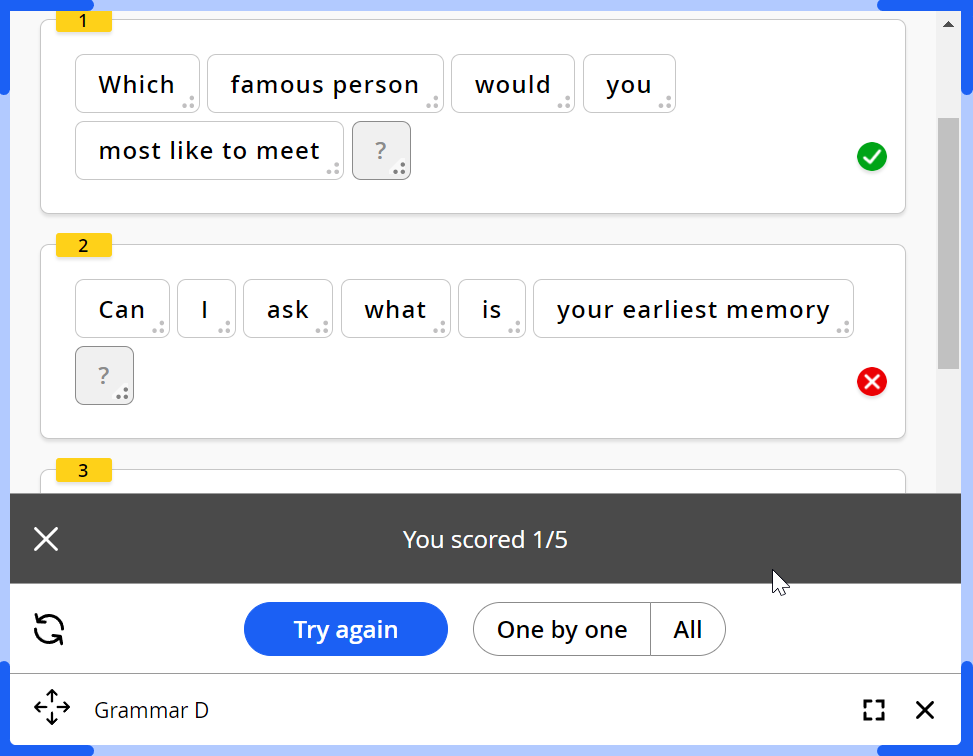 1
Which famous person would you
most like to meet ?
2
Can I ask what is your earliest memory
?
3
You scored 1/5
Try again One by one All
Grammar D